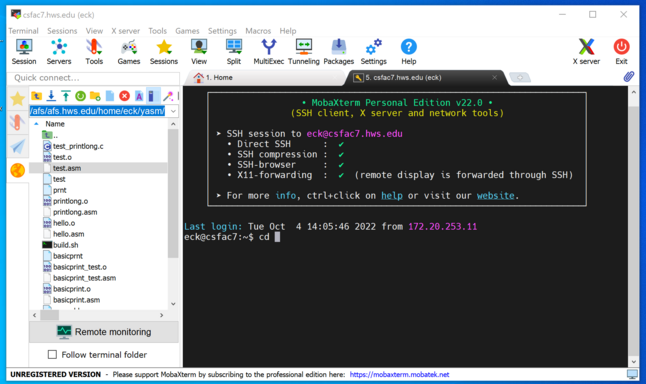 csfac7.hws.edu (eck)
Terminal Sessions View X server Tools Games Settings Macros Help
Session Servers Tools Games Sessions View Split MultiExec Tunneling Packages Settings Help X server Exit
Quick connect...
1. Home
5. csfac7.hws.edu (eck)
/afs/afs.hws.edu/home/eck/yasm/
Name
..
test_printlong.c
test.o
test.asm
test
prnt
printlong.o
printlong.asm
hello.o
hello.asm
build.sh
basicprnt
basicprint_test.o
basicprint_test.asm
basicprint.o
basicprint.asm
Remote monitoring
Follow terminal folder
• MobaXterm Personal Edition v22.0 •
(SSH client, X server and network tools)
➤ SSH session to eck@csfac7.hws.edu
• Direct SSH : ✔
• SSH compression : ✔
• SSH-browser : ✔
• X11-forwarding : ✔ (remote display is forwarded through SSH)
➤ For more info, ctrl+click on help or visit our website.
Last login: Tue Oct 4 14:05:46 2022 from 172.20.253.11
eck@csfac7:~$ cd
UNREGISTERED VERSION - Please support MobaXterm by subscribing to the professional edition here: https://mobaxterm.mobatek.net